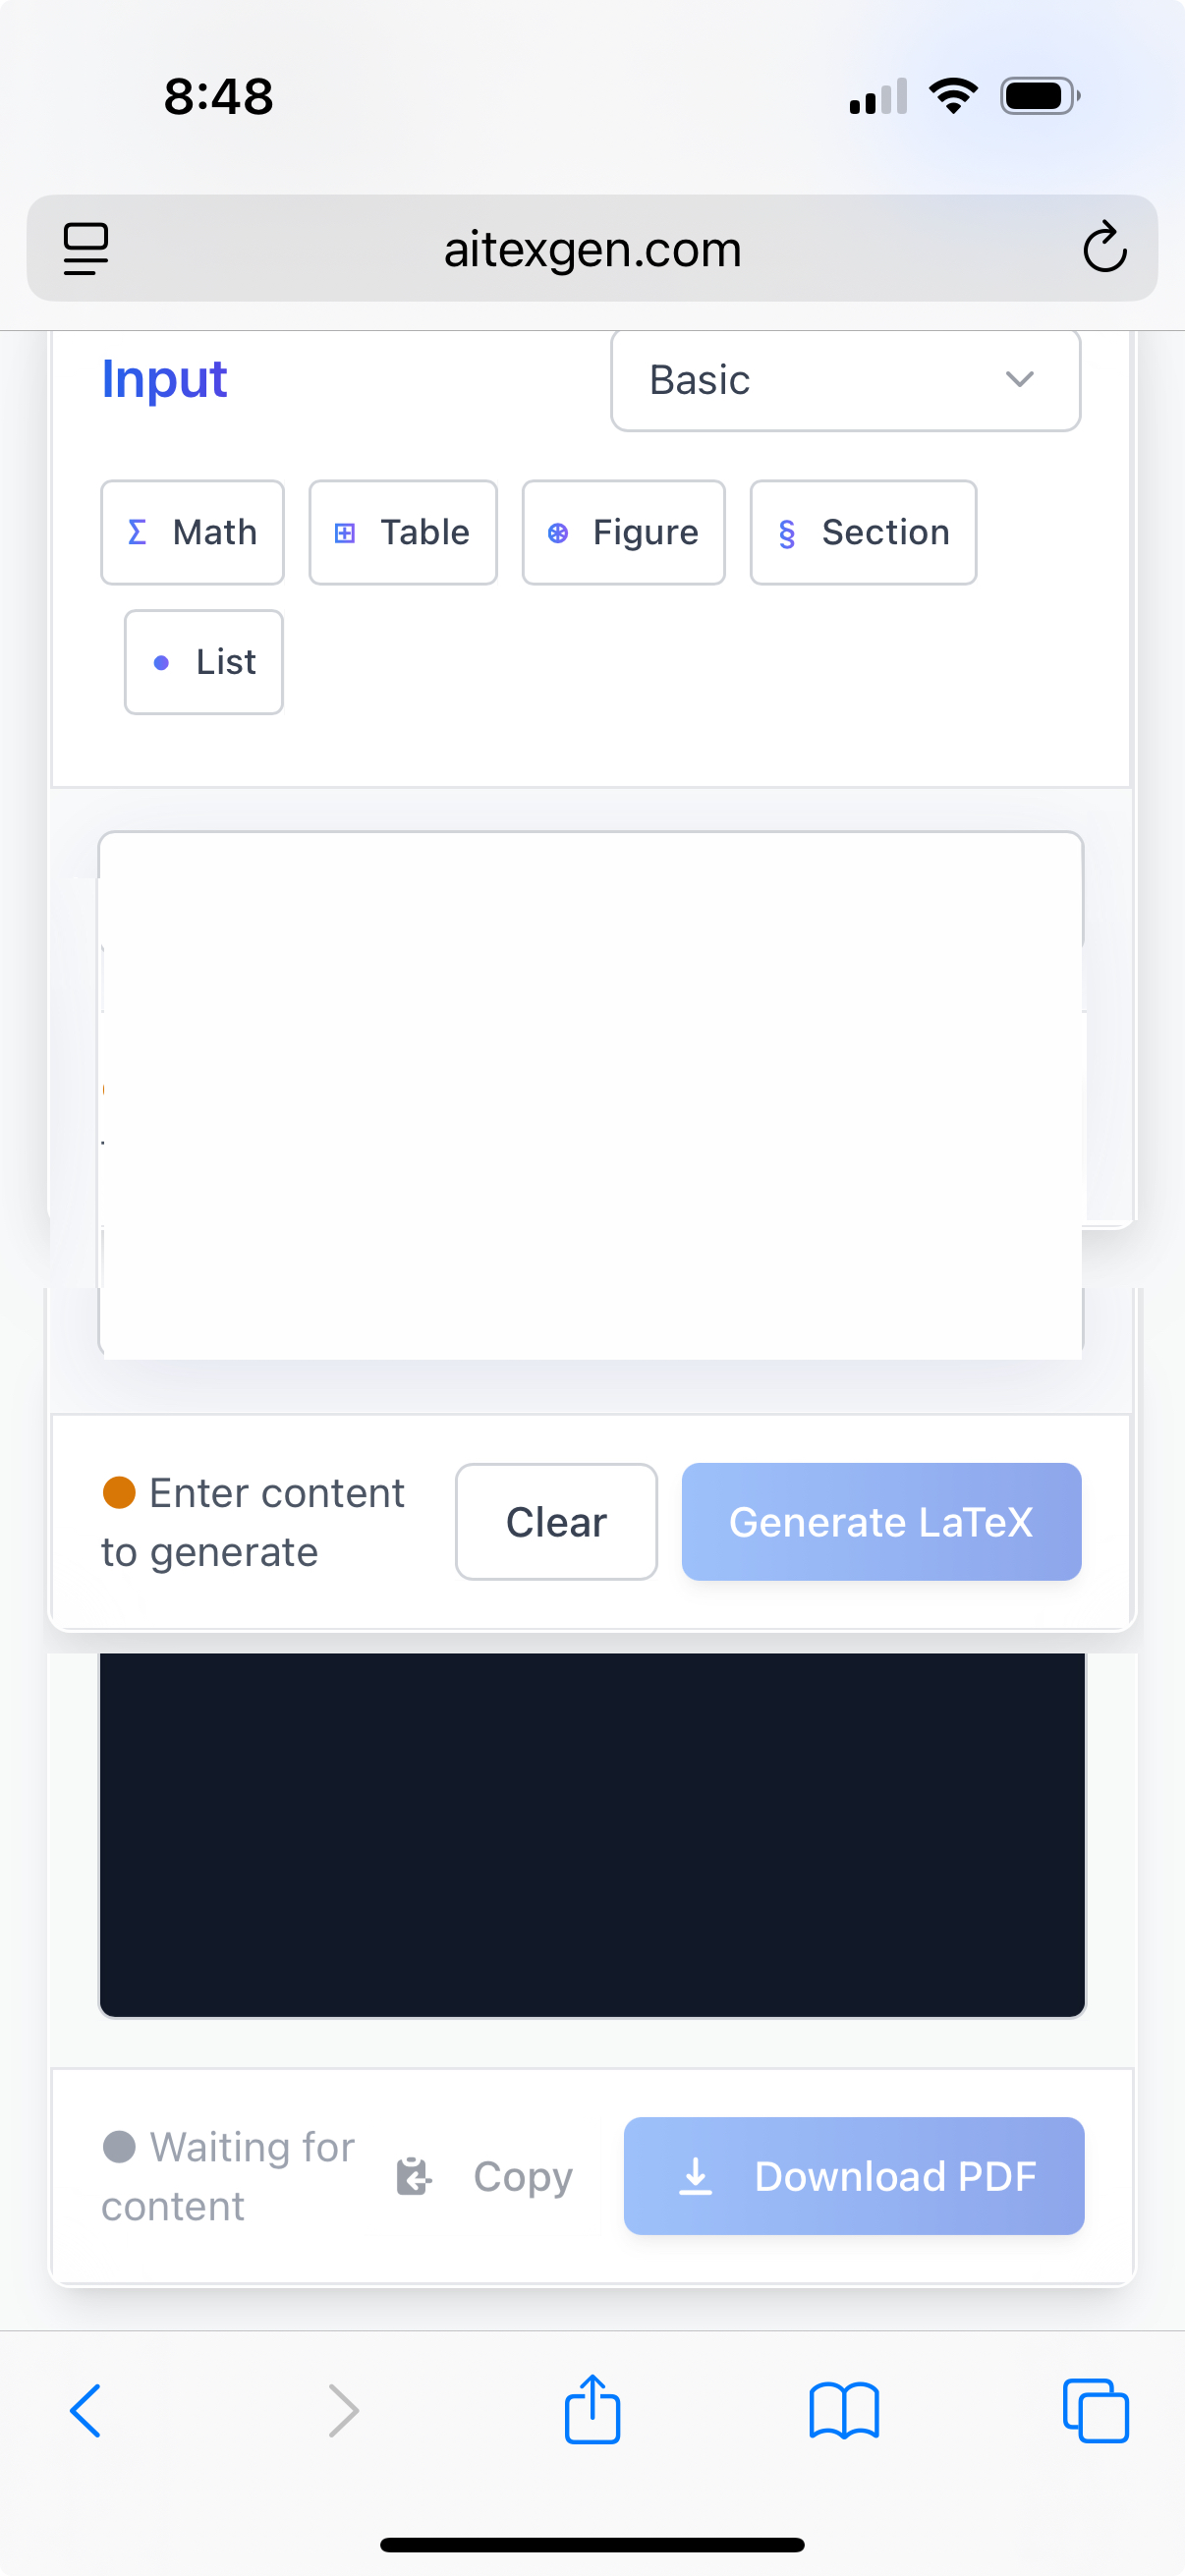 8:48
aitexgen.com
Input
Basic
Σ Math
Table
Figure
§ Section
• List
Enter content
to generate
Clear
Generate LaTeX
Waiting for
content
Copy
Download PDF